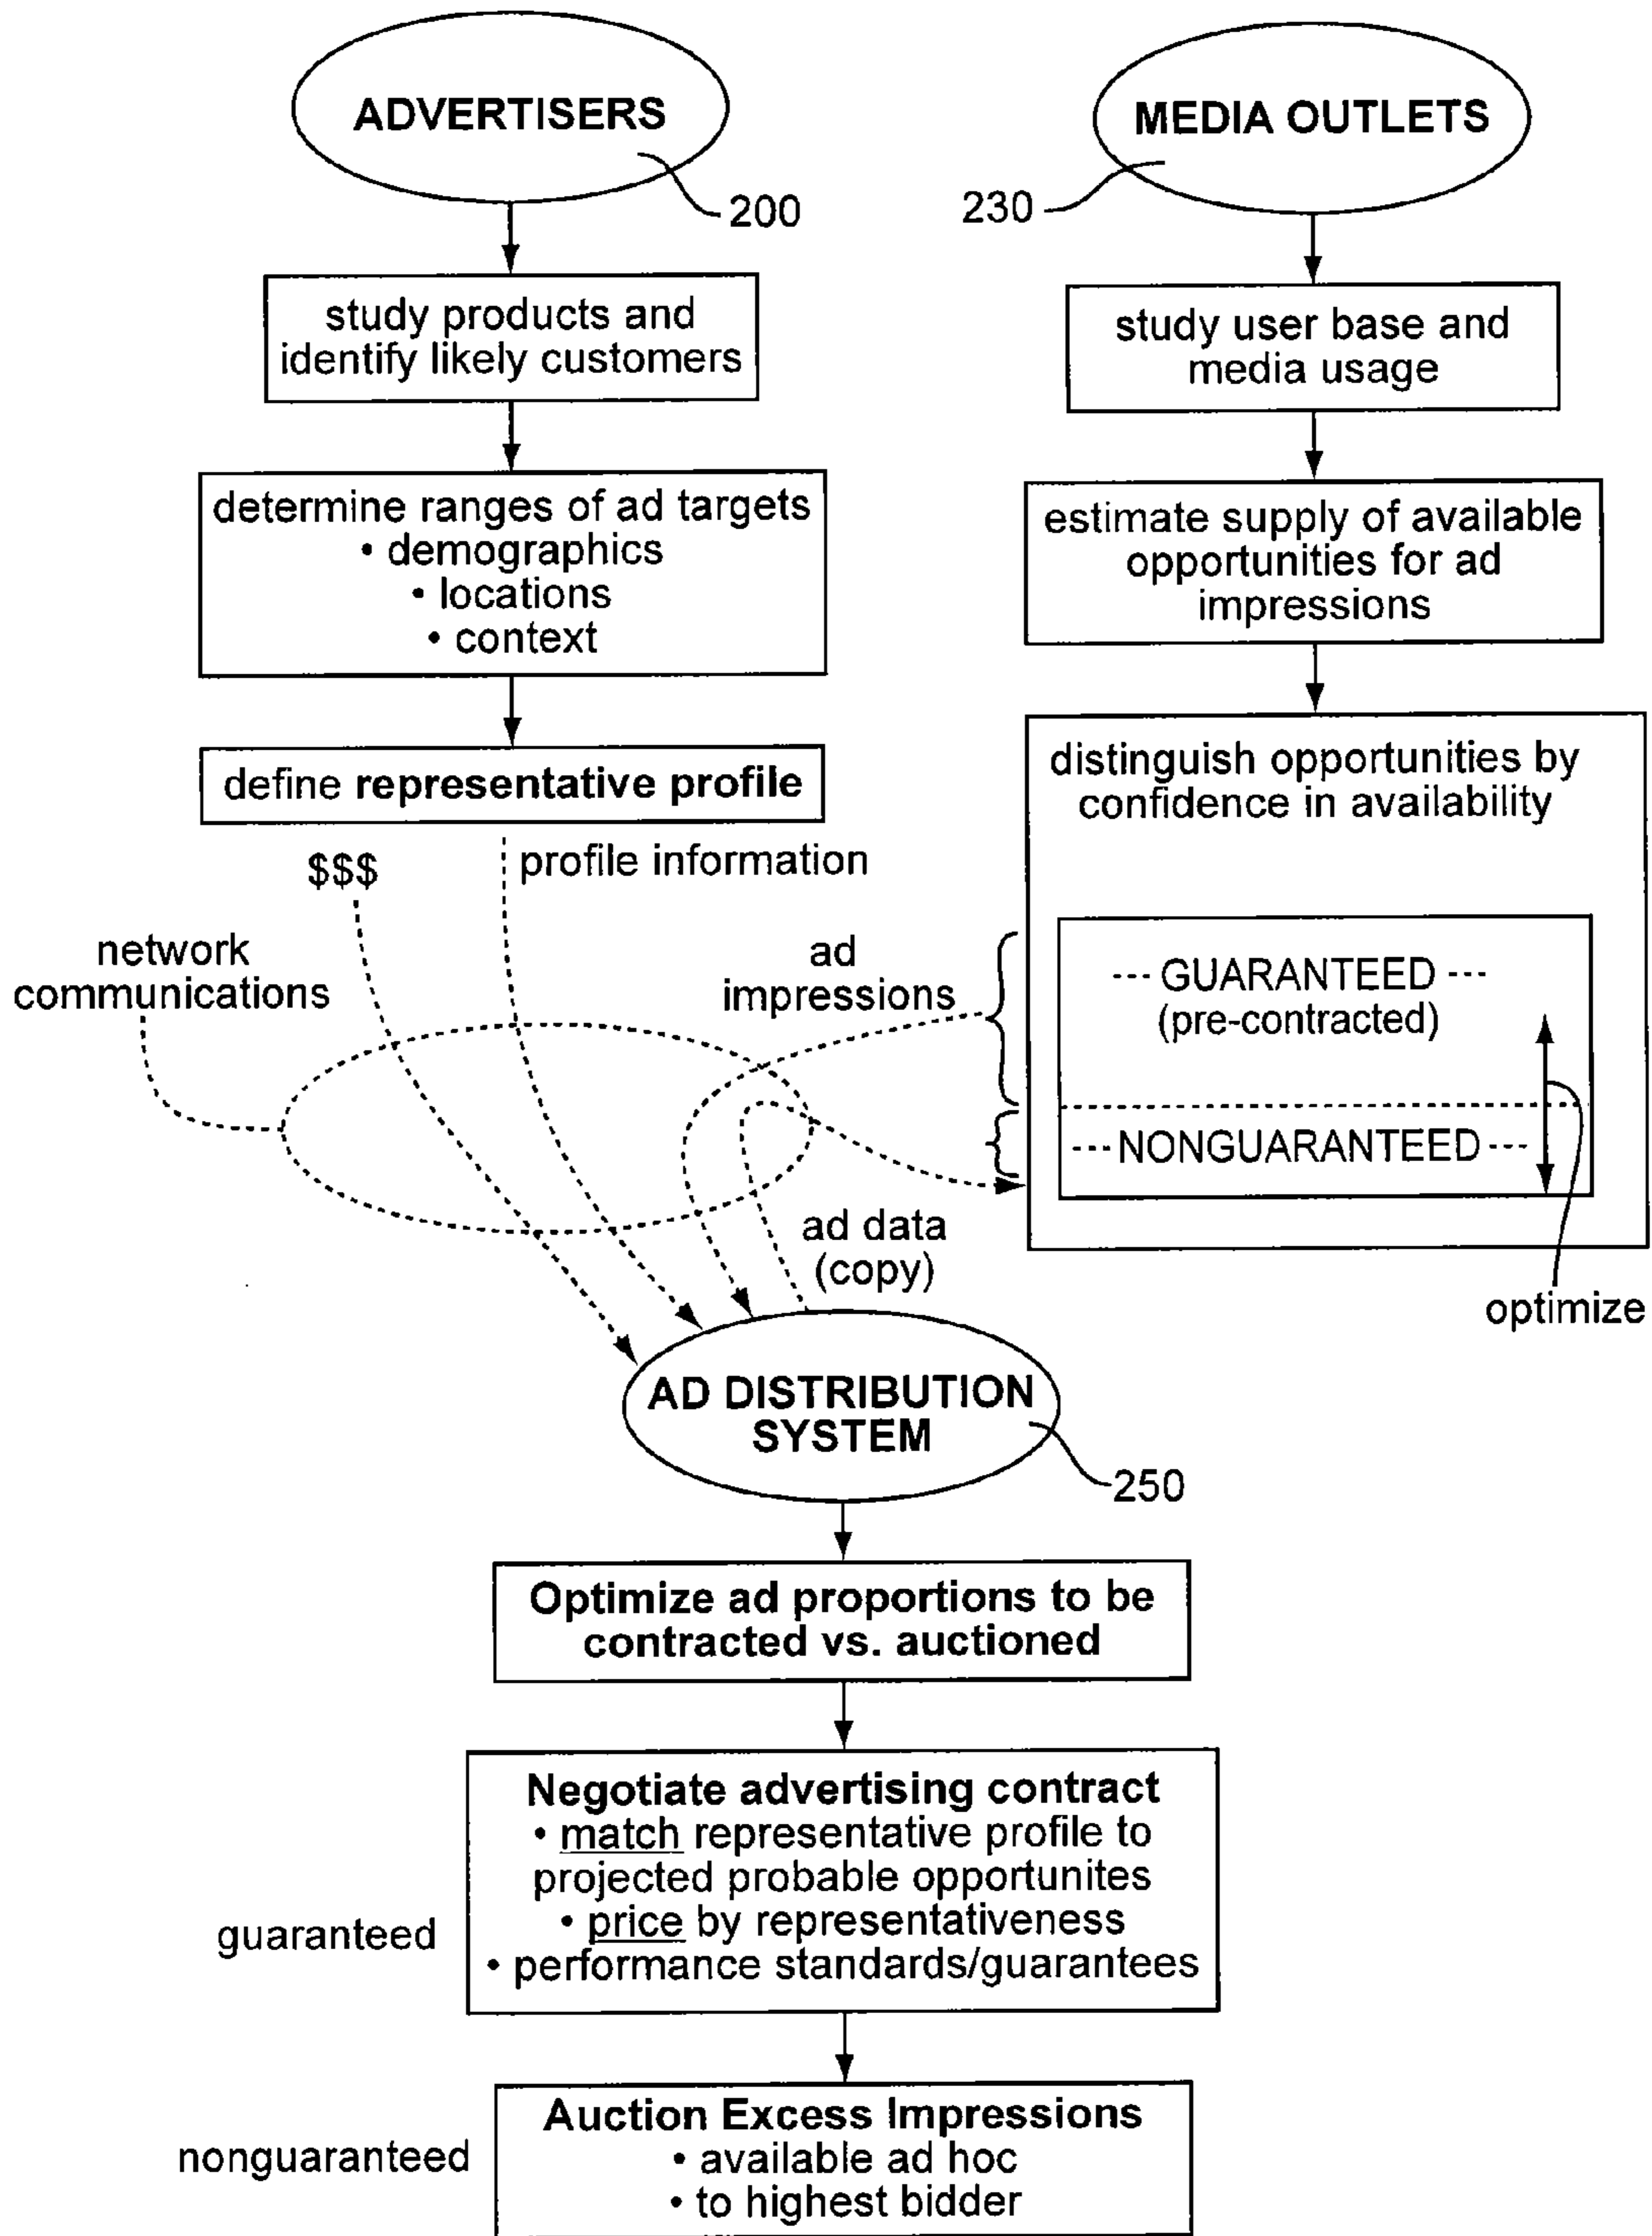 ADVERTISERS
200
study products and
identify likely customers
determine ranges of ad targets
• demographics
• locations
• context
define representative profile
$$$
profile information
network
communications
MEDIA OUTLETS
230
study user base and
media usage
estimate supply of available
opportunities for ad
impressions
distinguish opportunities by
confidence in availability
--- GUARANTEED ---
(pre-contracted)
--- NONGUARANTEED ---
optimize
ad
impressions
ad data
(copy)
AD DISTRIBUTION
SYSTEM
250
Optimize ad proportions to be
contracted vs. auctioned
guaranteed
Negotiate advertising contract
• match representative profile to
projected probable opportunites
• price by representativeness
• performance standards/guarantees
nonguaranteed
Auction Excess Impressions
• available ad hoc
• to highest bidder